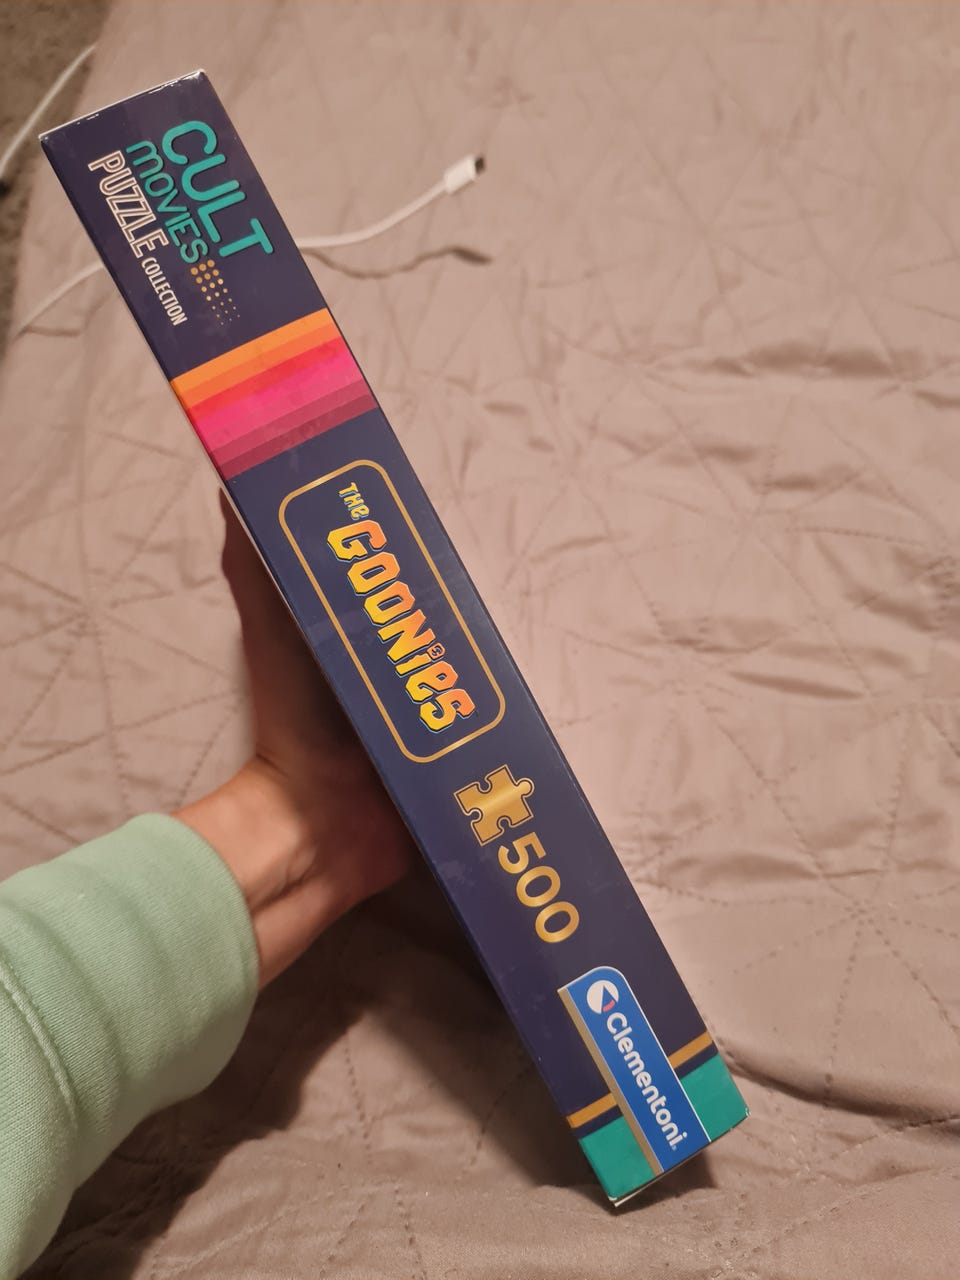 CULT
MOVIES
PUZZLE COLLECTION
THE
GOONIES
500
Clementoni